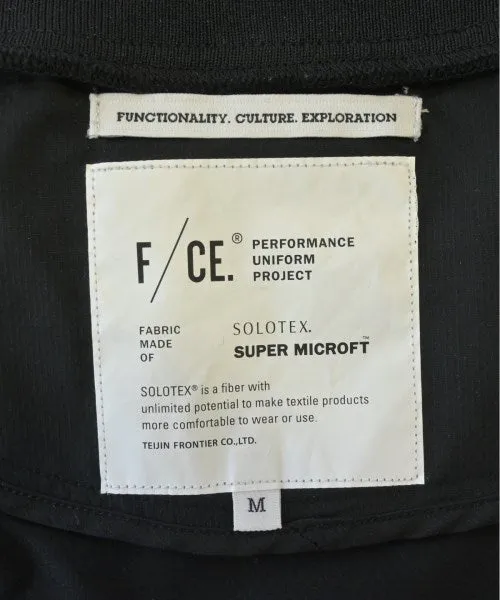 FUNCTIONALITY. CULTURE. EXPLORATION
F/CE.® PERFORMANCE
UNIFORM
PROJECT
FABRIC
MADE
OF
SOLOTEX.
SUPER MICROFT™
SOLOTEX® is a fiber with
unlimited potential to make textile products
more comfortable to wear or use.
TEIJIN FRONTIER CO.,LTD.
M